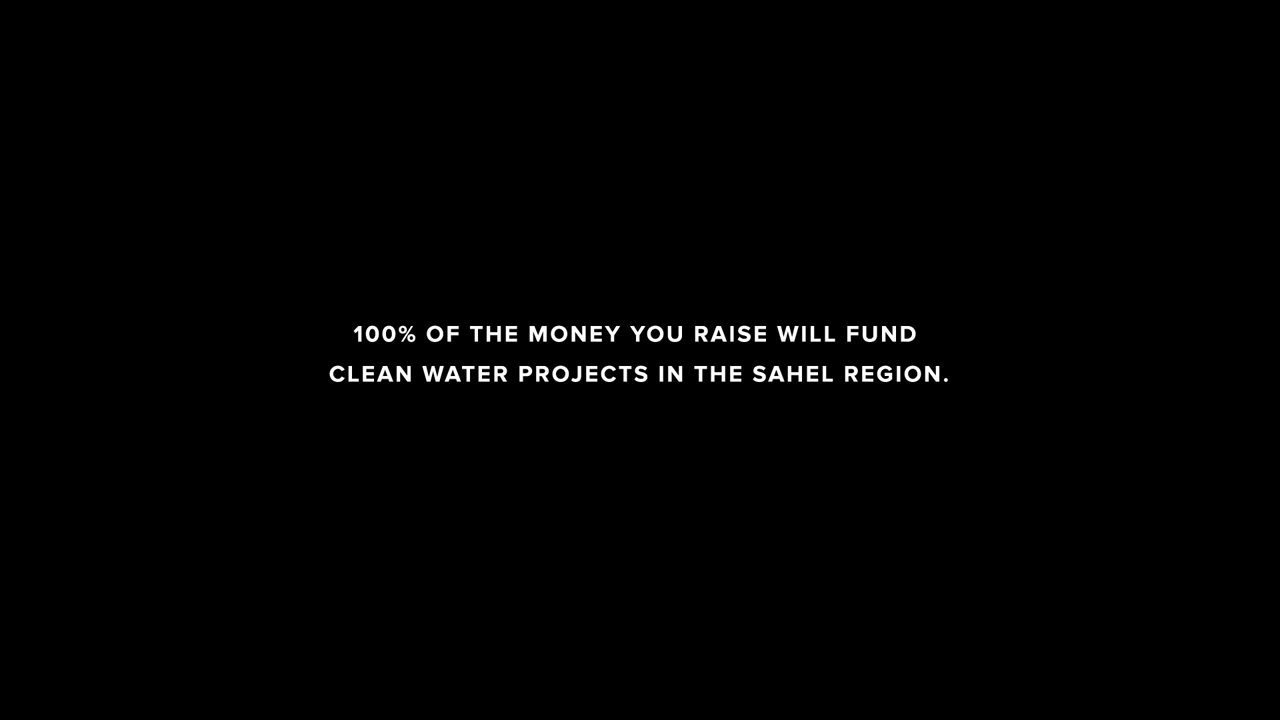 100% OF THE MONEY YOU RAISE WILL FUND
CLEAN WATER PROJECTS IN THE SAHEL REGION.